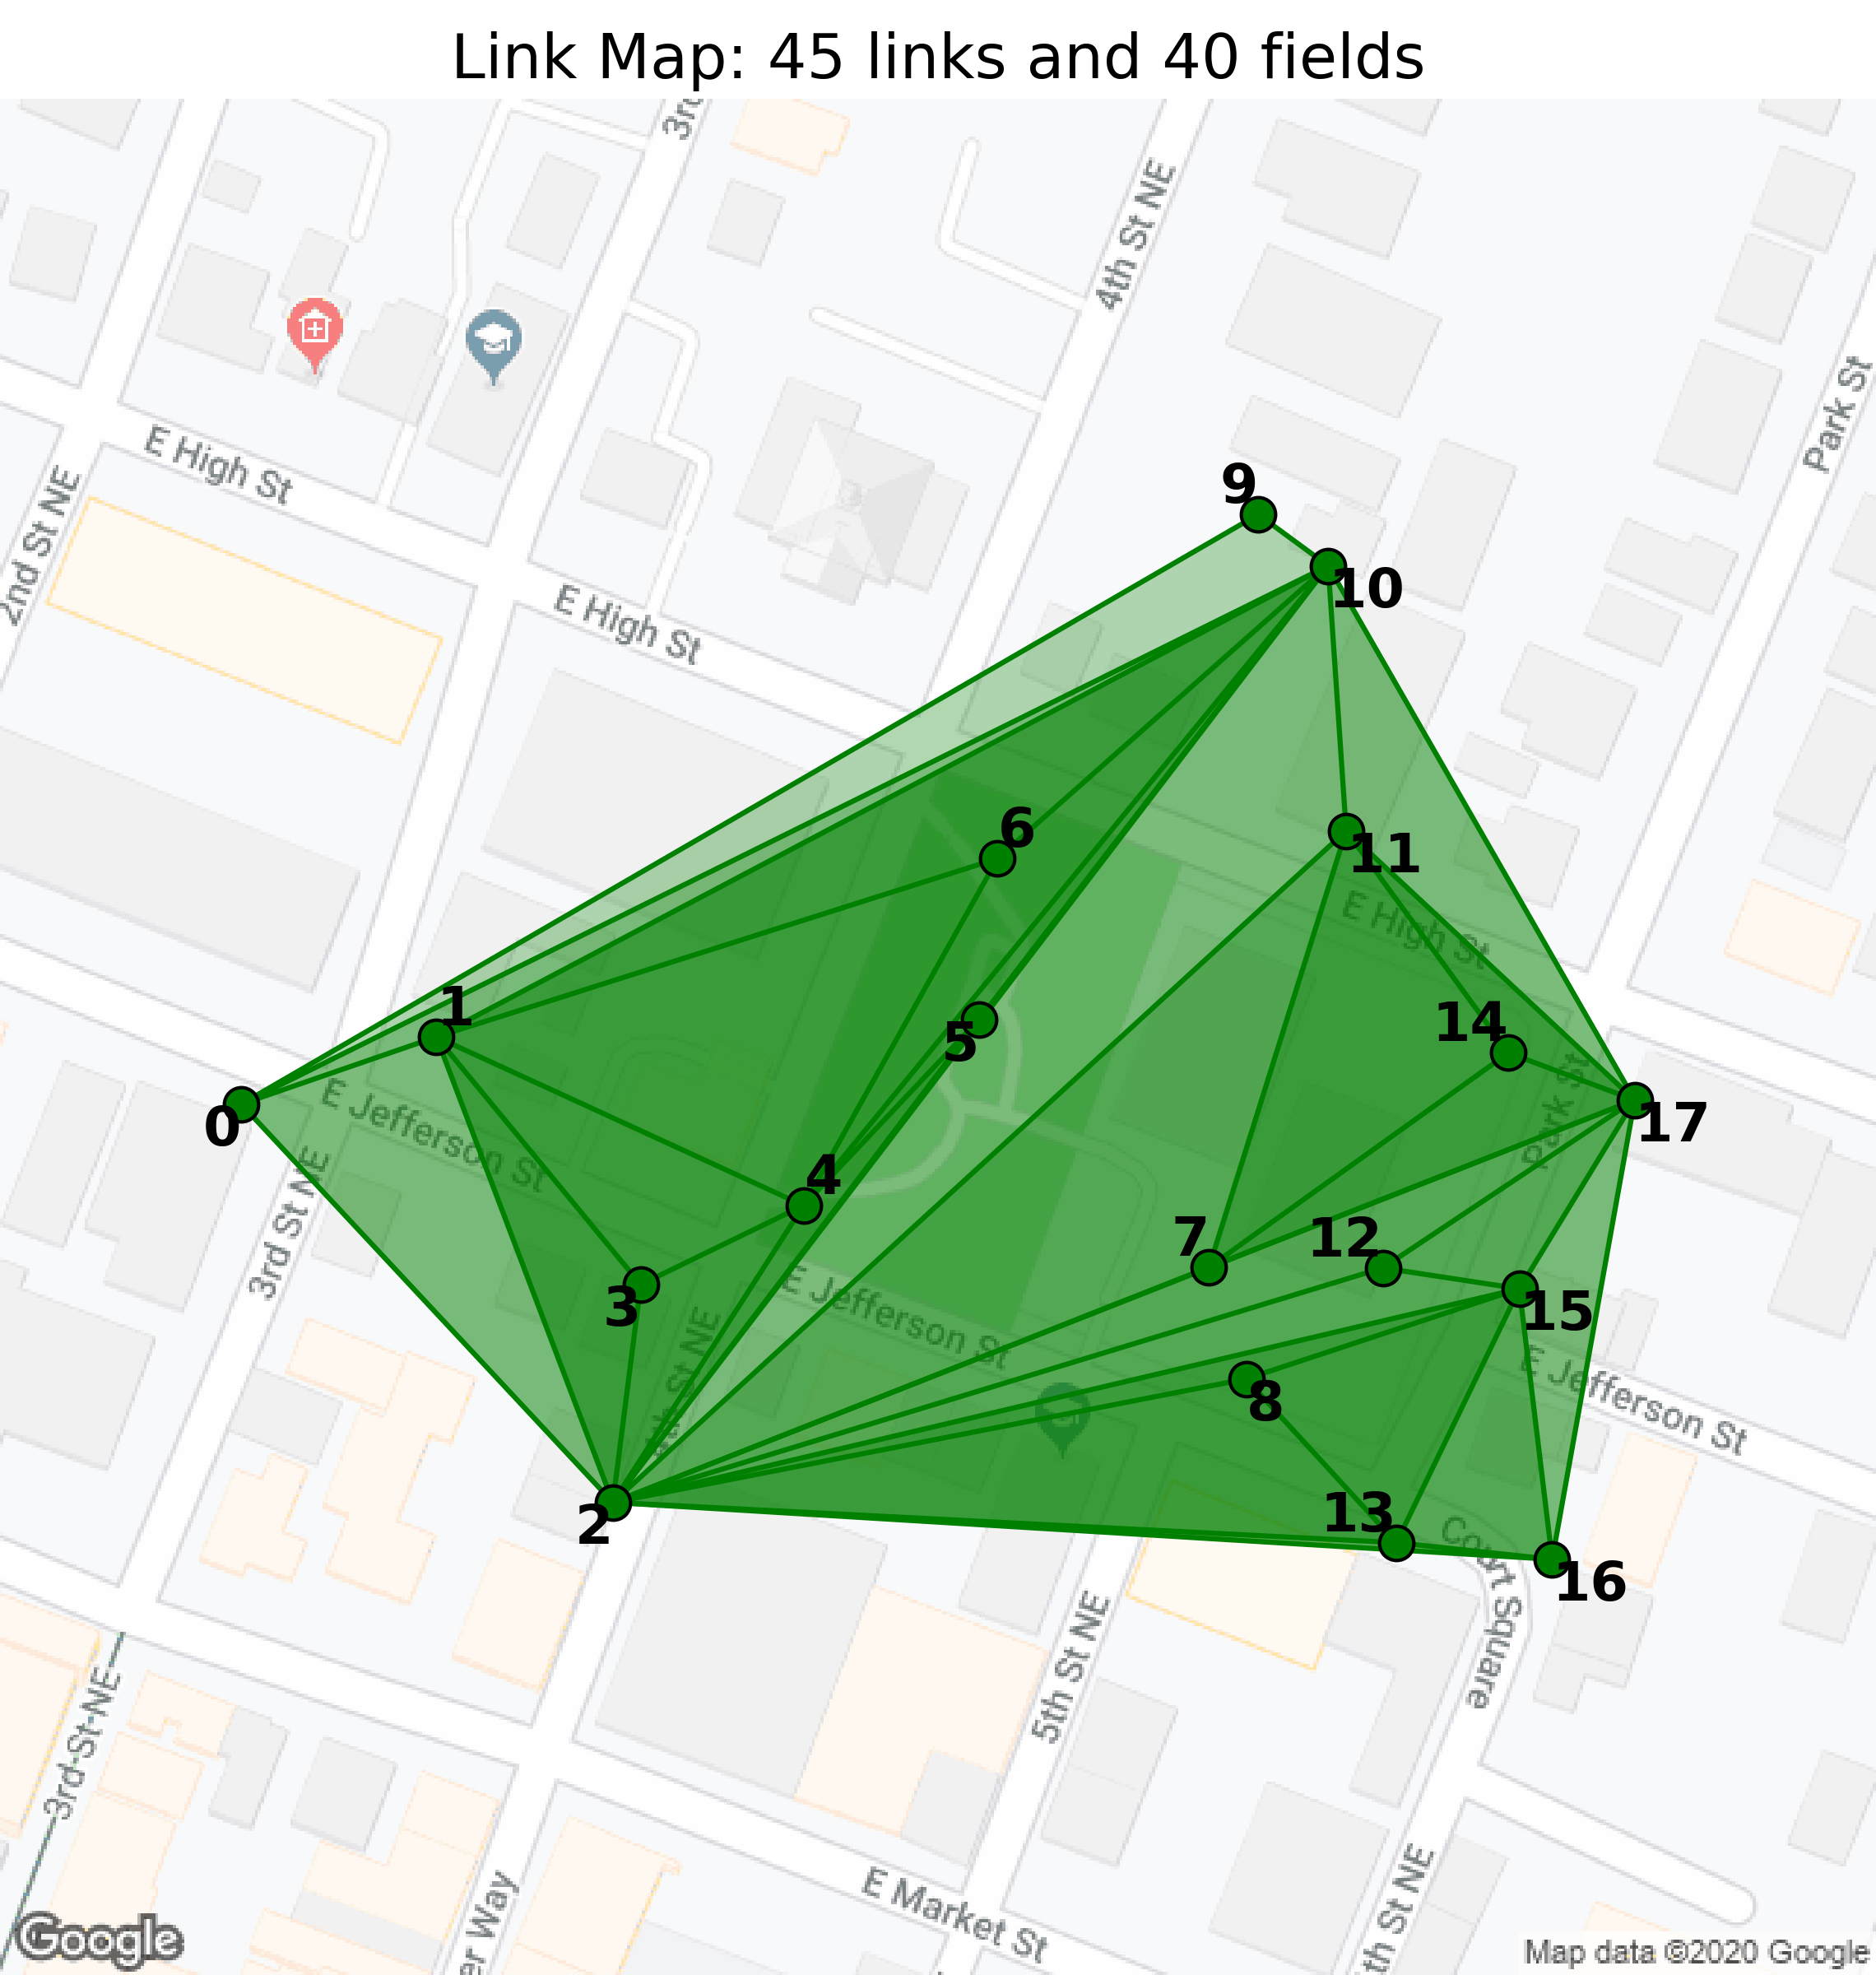 Link Map: 45 links and 40 fields
3rd
4th St NE
Park St
E High St
2nd St NE
9
10
E High St
6
11
E High St
1
5
14
0
E Jefferson St
Park St
17
3rd St NE
4
7
12
3
E Jefferson St
15
4th St NE
E Jefferson St
8
2
13
Court Square
16
5th St NE
3rd St NE
E Market St
er Way
th St NE
Google
Map data ©2020 Google